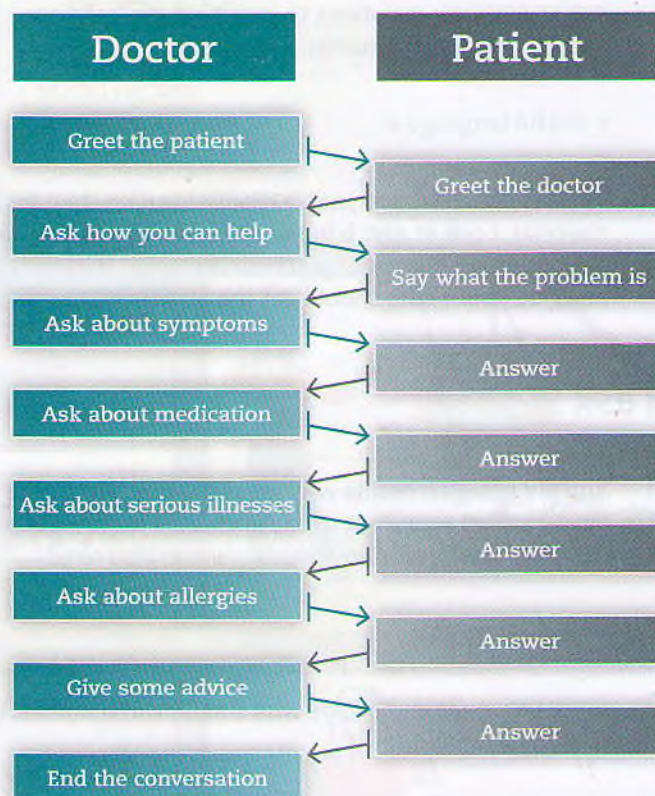 Doctor
Patient
Greet the patient
Greet the doctor
Ask how you can help
Say what the problem is
Ask about symptoms
Answer
Ask about medication
Answer
Ask about serious illnesses
Answer
Ask about allergies
Answer
Give some advice
Answer
End the conversation